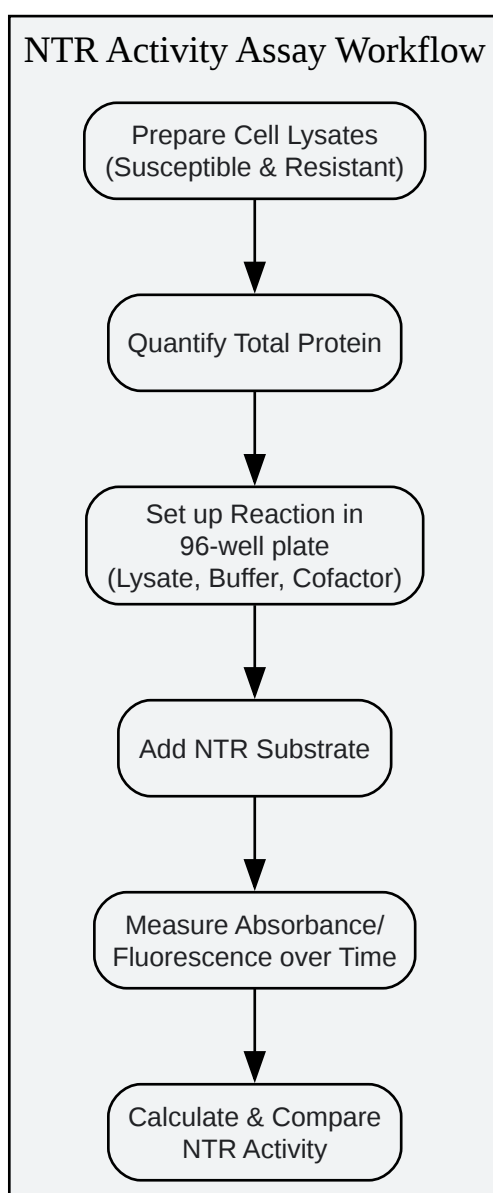 NTR Activity Assay Workflow
Prepare Cell Lysates
(Susceptible & Resistant)
Quantify Total Protein
Set up Reaction in
96-well plate
(Lysate, Buffer, Cofactor)
Add NTR Substrate
Measure Absorbance/
Fluorescence over Time
Calculate & Compare
NTR Activity